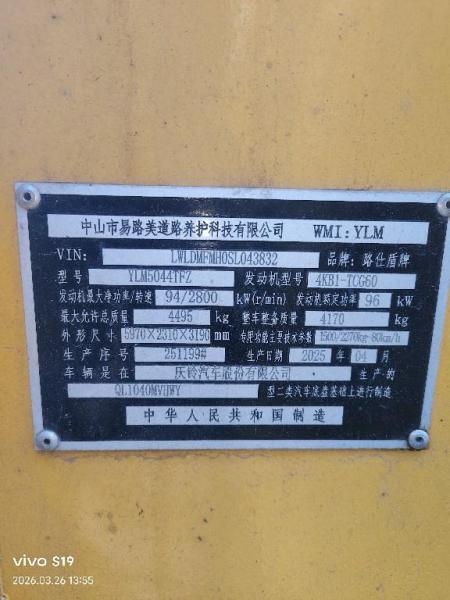 中山市易路美道路养护科技有限公司 WMI:YLM
VIN: LWLDMFMH0SL043832 品牌: 路仕盾牌
型号 YLM5044TFZ 发动机型号 4KB1-TCG60
发动机最大净功率/转速 94/2800 kW(r/min) 发动机额定功率 96 kW
最大允许总质量 4495 kg 整车整备质量 4170 kg
外形尺寸 5970×2310×3190 mm 专用功能主要技术参数 1500/2270kg-80km/h
生产序号 251199# 生产日期 2025 年 04 月
车辆是在 庆铃汽车股份有限公司 生产的
QL1040MVHWY 型二类汽车底盘基础上进行制造
中华人民共和国制造
vivo S19
2026.03.26 13:55